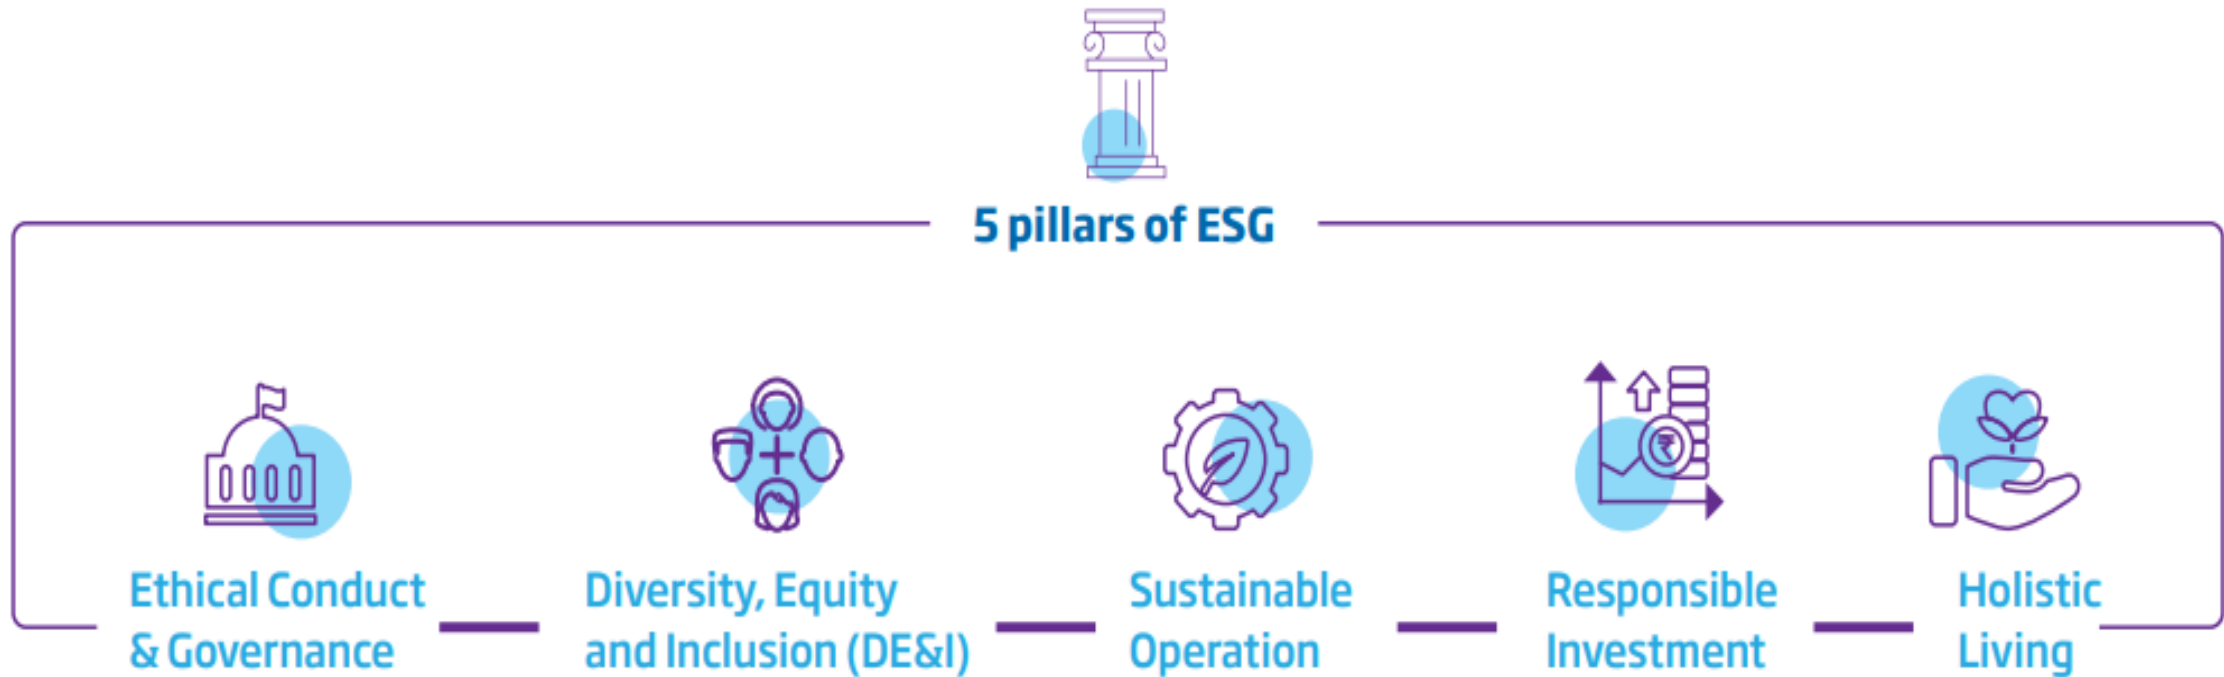 5 pillars of ESG
₹
Ethical Conduct
& Governance
Diversity, Equity
and Inclusion (DE&I)
Sustainable
Operation
Responsible
Investment
Holistic
Living